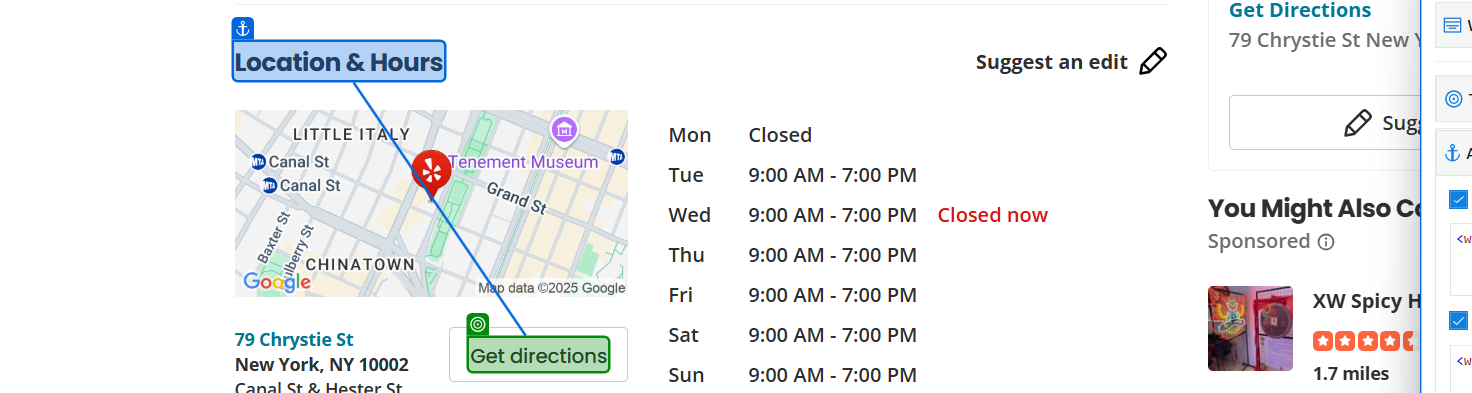 Location & Hours
Suggest an edit
LITTLE ITALY
Canal St
Canal St
Tenement Museum
Grand St
Baxter St
ulberry St
CHINATOWN
Google
Map data ©2025 Google
79 Chrystie St
New York, NY 10002
Canal St & Hester St
Get directions
Mon Closed
Tue 9:00 AM - 7:00 PM
Wed 9:00 AM - 7:00 PM Closed now
Thu 9:00 AM - 7:00 PM
Fri 9:00 AM - 7:00 PM
Sat 9:00 AM - 7:00 PM
Sun 9:00 AM - 7:00 PM
Get Directions
79 Chrystie St New Y
Sugg
You Might Also Co
Sponsored
XW Spicy H
1.7 miles